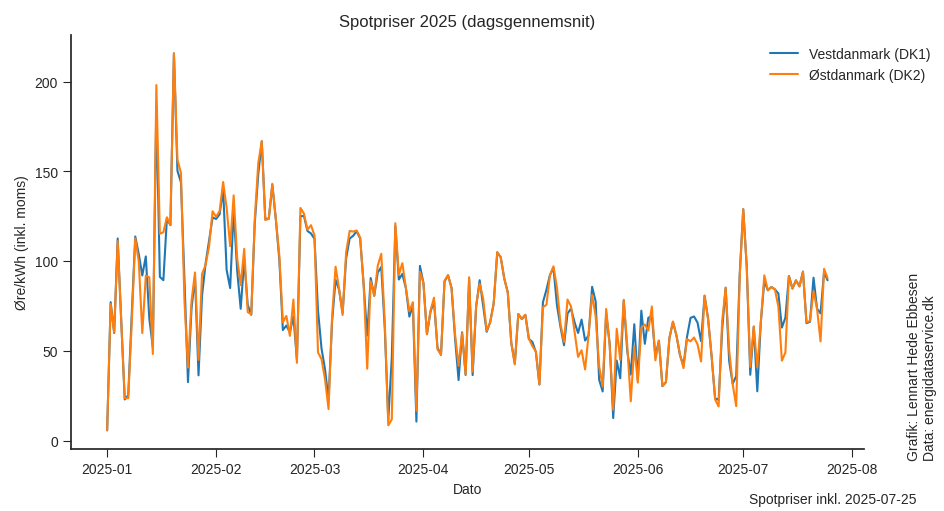 Spotpriser 2025 (dagsgennemsnit)
Vestdanmark (DK1)
Østdanmark (DK2)
Øre/kWh (inkl. moms)
200
150
100
50
0
2025-01
2025-02
2025-03
2025-04
2025-05
2025-06
2025-07
2025-08
Dato
Grafik: Lennart Hede Ebbesen
Data: energidataservice.dk
Spotpriser inkl. 2025-07-25